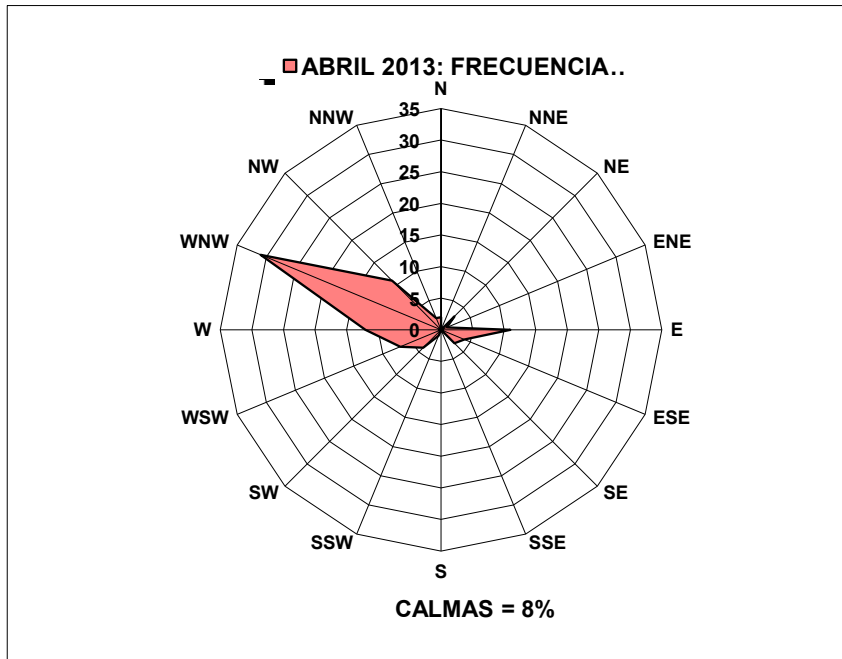 ABRIL 2013: FRECUENCIA..
N
NNE
NE
ENE
E
ESE
SE
SSE
S
SSW
SW
WSW
W
WNW
NW
NNW
35
30
25
20
15
10
5
0
CALMAS = 8%